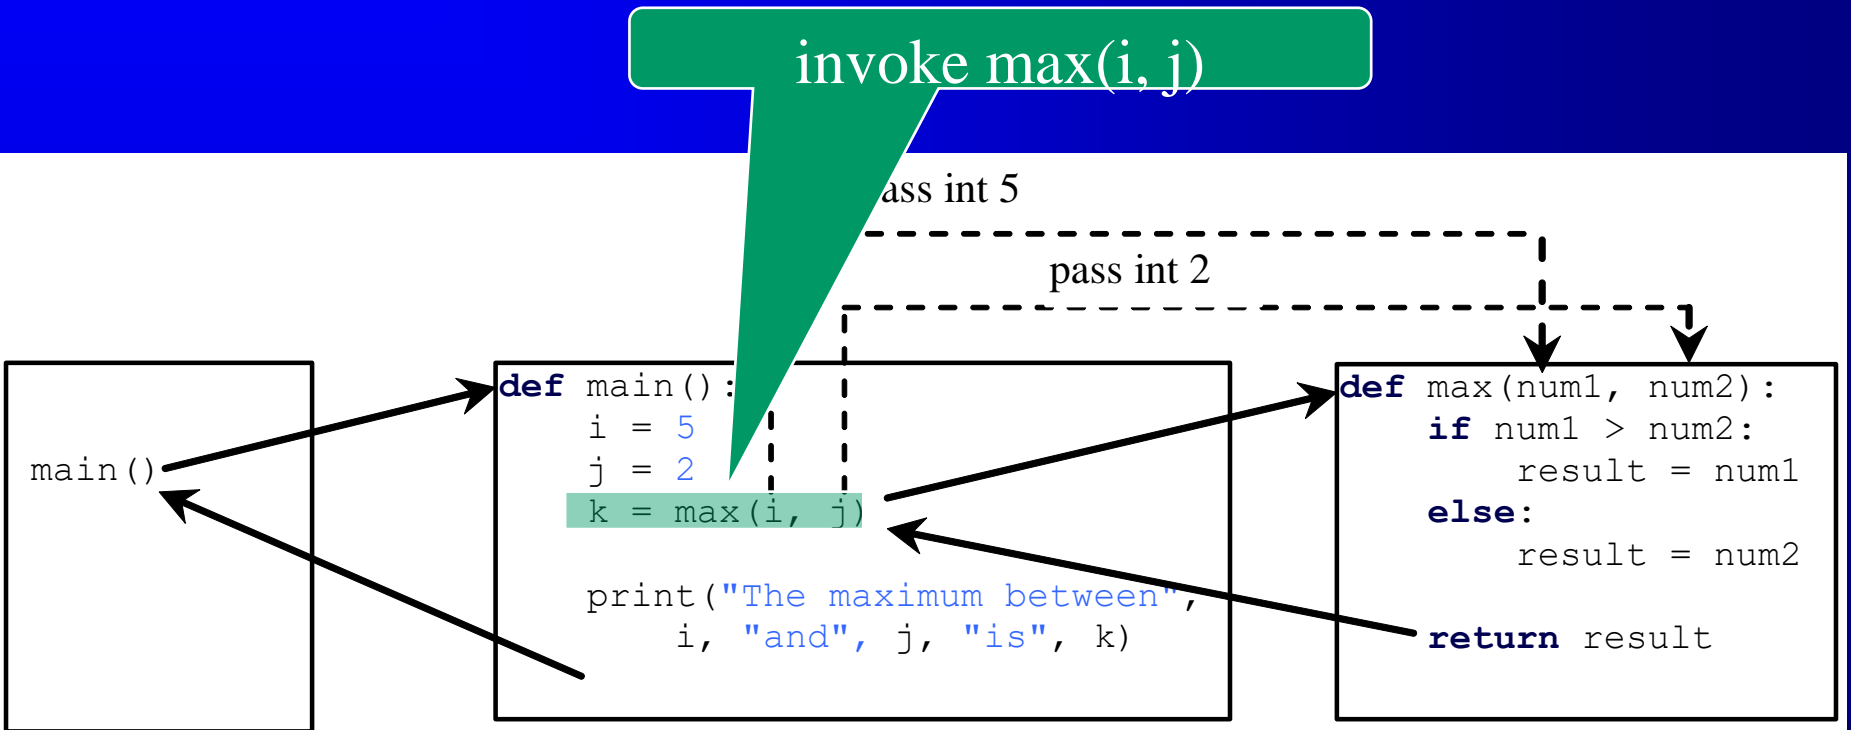 invoke max(i, j)
ass int 5
pass int 2
main()
def main():
    i = 5
    j = 2
    k = max(i, j)
    print("The maximum between",
        i, "and", j, "is", k)
def max(num1, num2):
    if num1 > num2:
        result = num1
    else:
        result = num2
    return result